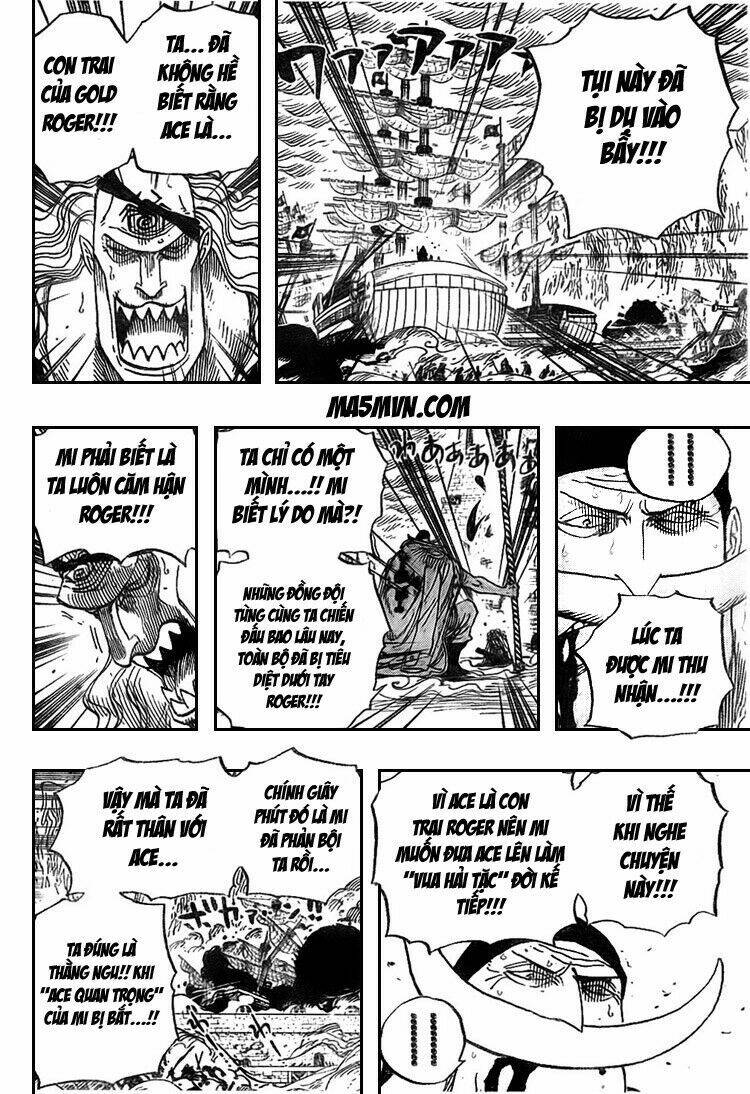 TỤI NÀY ĐÃ
BỊ DỤ VÀO
BẪY!!!
TA... ĐÃ
KHÔNG HỀ
BIẾT RẰNG
ACE LÀ...
CON TRAI
CỦA GOLD
ROGER!!!
MA5MVN.COM
LÚC TA
ĐƯỢC MI THU
NHẬN....!!!
TA CHỈ CÓ MỘT
MÌNH....!! MI
BIẾT LÝ DO MÀ?!
NHỮNG ĐỒNG ĐỘI
TỪNG CÙNG TA CHIẾN
ĐẤU BAO LÂU NAY,
TOÀN BỘ ĐÃ BỊ TIÊU
DIỆT DƯỚI TAY
ROGER!!!
MI PHẢI BIẾT LÀ
TA LUÔN CĂM HẬN
ROGER!!!
VÌ THẾ
KHI NGHE
CHUYỆN
NÀY!!!
VÌ ACE LÀ CON
TRAI ROGER NÊN MI
MUỐN ĐƯA ACE LÊN LÀM
"VUA HẢI TẶC" ĐỜI KẾ
TIẾP!!!
CHÍNH GIÂY
PHÚT ĐÓ LÀ MI
ĐÃ PHẢN BỘI
TA RỒI...
VẬY MÀ TA ĐÃ
RẤT THÂN VỚI
ACE...
TA ĐÚNG LÀ
THẰNG NGU!! KHI
"ACE QUAN TRỌNG"
CỦA MI BỊ BẮT...!!